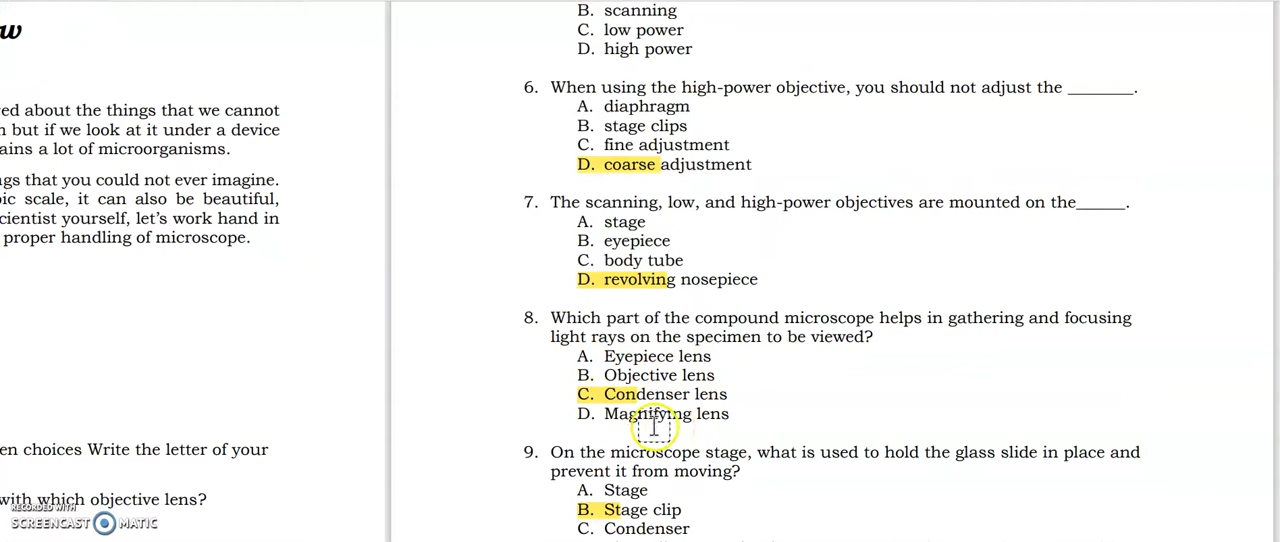 w
ed about the things that we cannot
n but if we look at it under a device
ains a lot of microorganisms.
gs that you could not ever imagine.
ic scale, it can also be beautiful,
cientist yourself, let's work hand in
proper handling of microscope.
en choices Write the letter of your
with which objective lens?
RECORDED WITH
SCREENCAST MATIC
B. scanning
C. low power
D. high power
6. When using the high-power objective, you should not adjust the ________.
A. diaphragm
B. stage clips
C. fine adjustment
D. coarse adjustment
7. The scanning, low, and high-power objectives are mounted on the______.
A. stage
B. eyepiece
C. body tube
D. revolving nosepiece
8. Which part of the compound microscope helps in gathering and focusing
light rays on the specimen to be viewed?
A. Eyepiece lens
B. Objective lens
C. Condenser lens
D. Magnifying lens
9. On the microscope stage, what is used to hold the glass slide in place and
prevent it from moving?
A. Stage
B. Stage clip
C. Condenser